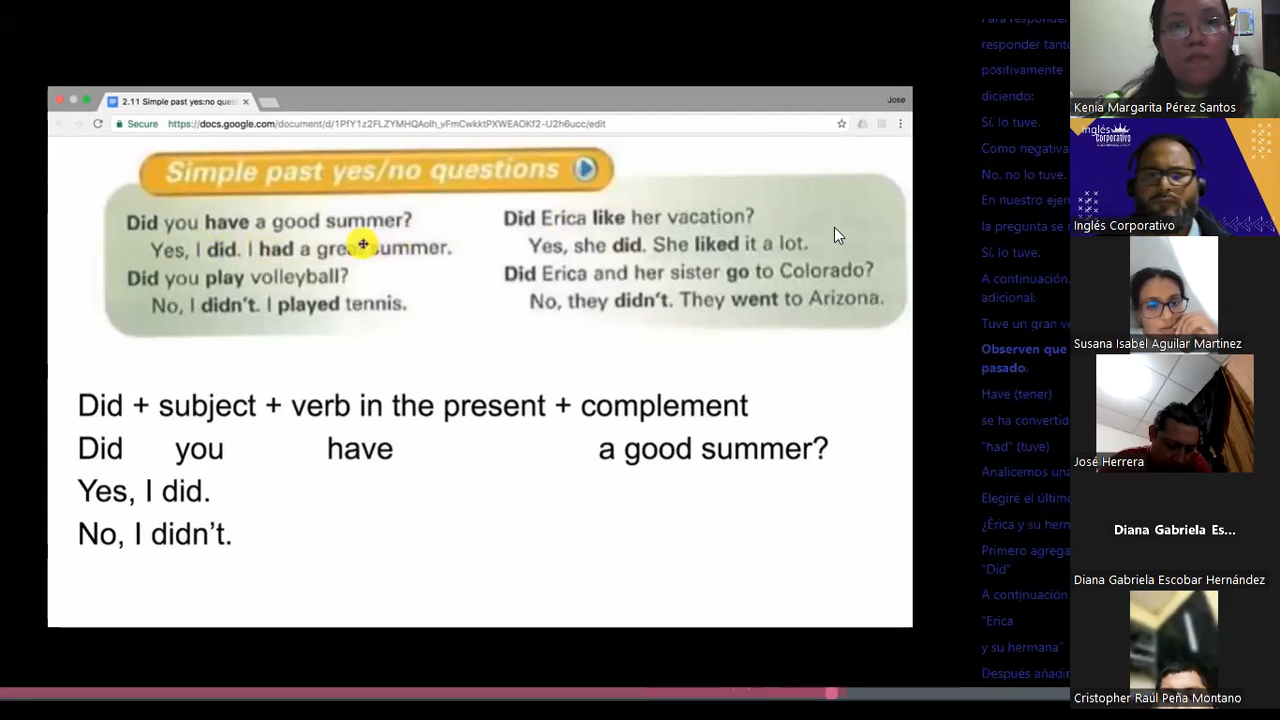 2.11 Simple past yes:no ques
Jose
Secure
https://docs.google.com/document/d/1PfY1z2FLZYMHQAolh_vFmCwkktPXWEAOKf2-U2h6ucc/edit
Simple past yes/no questions
Did you have a good summer?
Yes, I did. I had a great summer.
Did you play volleyball?
No, I didn't. I played tennis.
Did Erica like her vacation?
Yes, she did. She liked it a lot.
Did Erica and her sister go to Colorado?
No, they didn't. They went to Arizona.
Did + subject + verb in the present + complement
Did you have a good summer?
Yes, I did.
No, I didn't.
Para responder
responder tanto
positivamente
diciendo:
Sí, lo tuve.
Como negativa
No, no lo tuve.
En nuestro ejem
la pregunta se
Sí, lo tuve.
A continuación
adicional:
Tuve un gran ve
Observen que
pasado.
Have (tener)
se ha convertid
"had" (tuve)
Analicemos una
Elegiré el últim
¿Érica y su herm
Primero agrega
"Did"
A continuación
"Erica
y su hermana"
Después añadir
Kenia Margarita Pérez Santos
Inglés
Corporativo
Inglés Corporativo
Susana Isabel Aguilar Martinez
José Herrera
Diana Gabriela Es...
Diana Gabriela Escobar Hernández
Cristopher Raúl Peña Montano